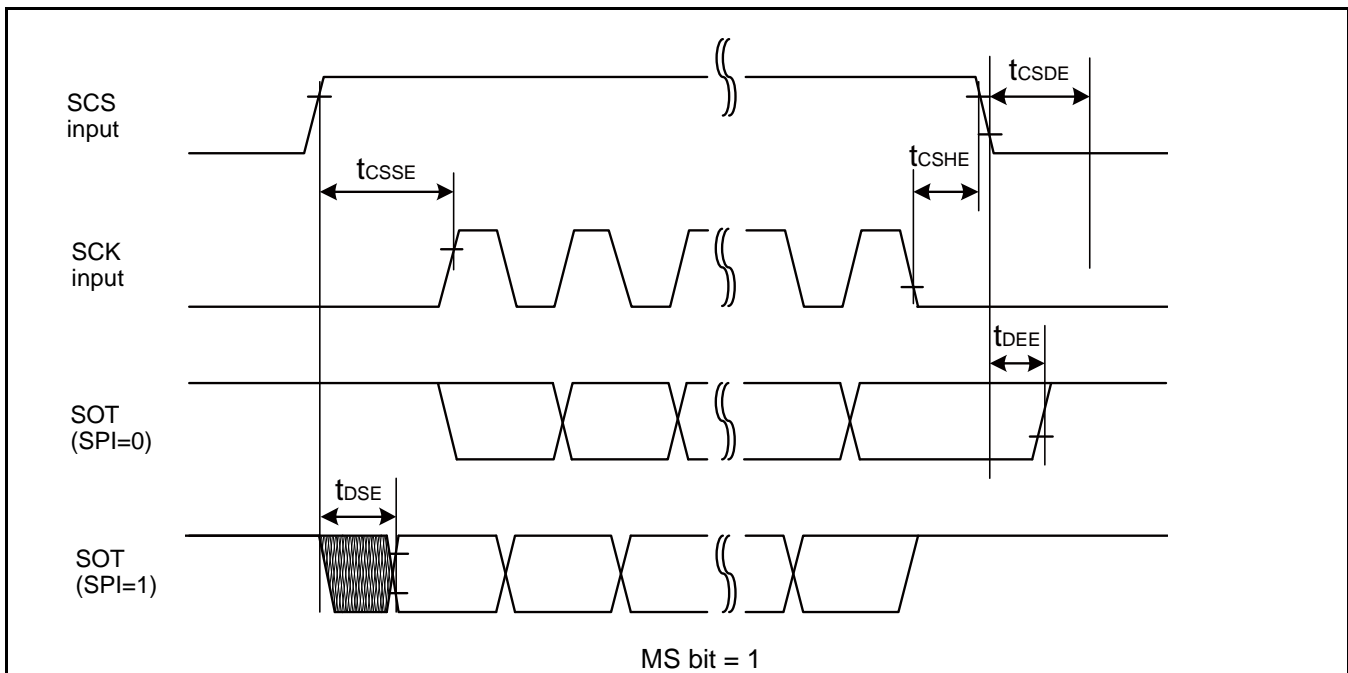 SCS
input
tCSDE
tCSHE
tCSSE
SCK
input
tDEE
SOT
(SPI=0)
tDSE
SOT
(SPI=1)
MS bit = 1